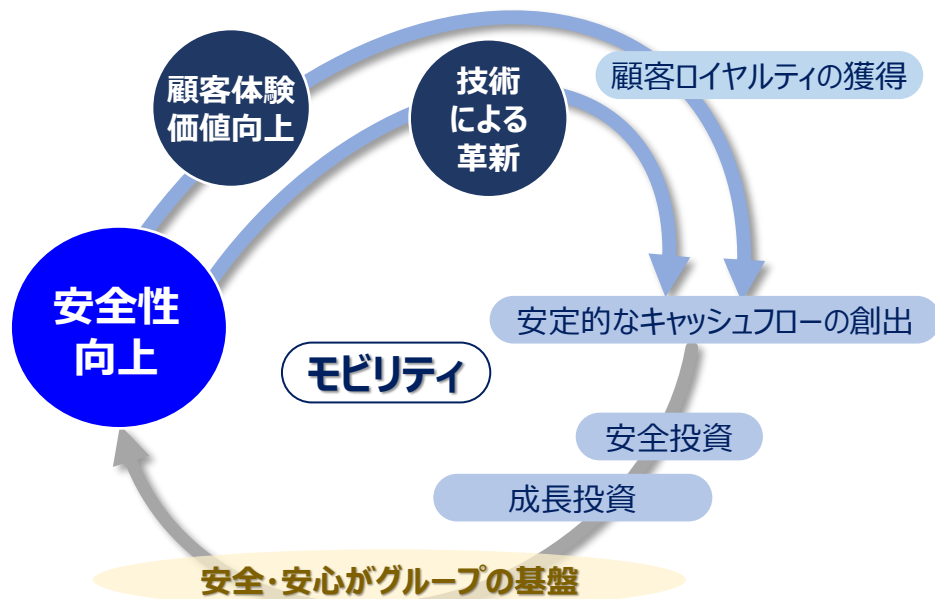 顧客体験
価値向上
技術
による
革新
顧客ロイヤルティの獲得
安全性
向上
安定的なキャッシュフローの創出
モビリティ
安全投資
成長投資
安全・安心がグループの基盤